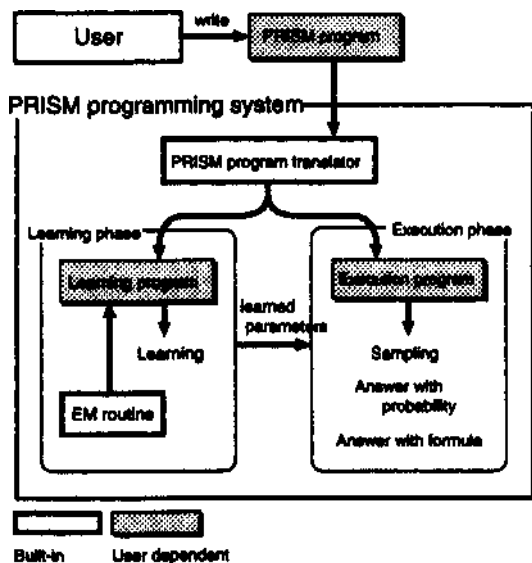 User
write
PRISM program
PRISM programming system
PRISM program translator
Learning phase
Execution phase
Learning program
Execution program
learned
parameters
Learning
Sampling
EM routine
Answer with
probability
Answer with formula
Built-in
User dependent